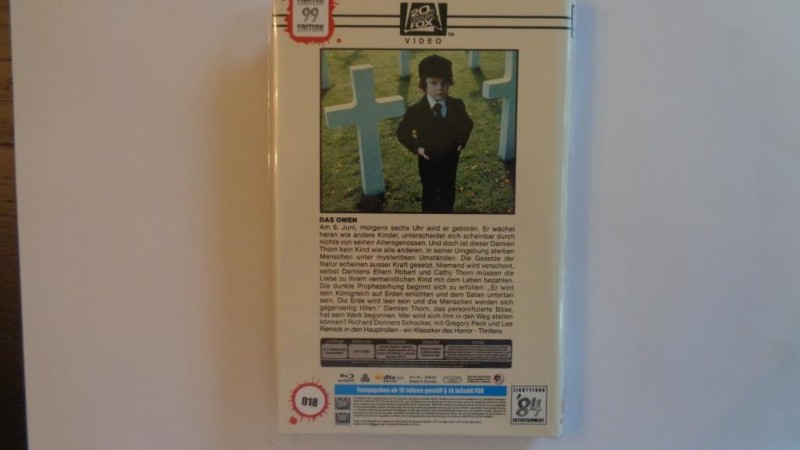 LIMITED
99
EDITION
20
FOX
VIDEO
DAS OMEN
Am 6. Juni, morgens sechs Uhr wird er geboren. Er wächst
heran wie andere Kinder, unterscheidet sich scheinbar durch
nichts von seinen Altersgenossen. Und doch ist dieser Damien
Thorn kein Kind wie alle anderen. In seiner Umgebung sterben
Menschen unter mysteriösen Umständen. Die Gesetze der
Natur scheinen ausser Kraft gesetzt. Niemand wird verschont,
selbst Damiens Eltern Robert und Cathy Thorn müssen die
Liebe zu ihrem vermeintlichen Kind mit dem Leben bezahlen.
Die dunkle Prophezeihung beginnt sich zu erfüllen: „Er wird
sein Königreich auf Erden errichten und dem Satan untertan
sein. Die Erde wird leer sein und die Menschen werden sich
gegenseitig töten." Damien Thorn, das personifizierte Böse,
hat sein Werk begonnen. Wer wird sich ihm in den Weg stellen
können? Richard Donners Schocker, mit Gregory Peck und Lee
Remick in den Hauptrollen - ein Klassiker des Horror - Thrillers.
dts
Freigegeben ab 16 Jahren gemäß § 14 JuSchG FSK
018
EIGHTYFOUR
'84
ENTERTAINMENT